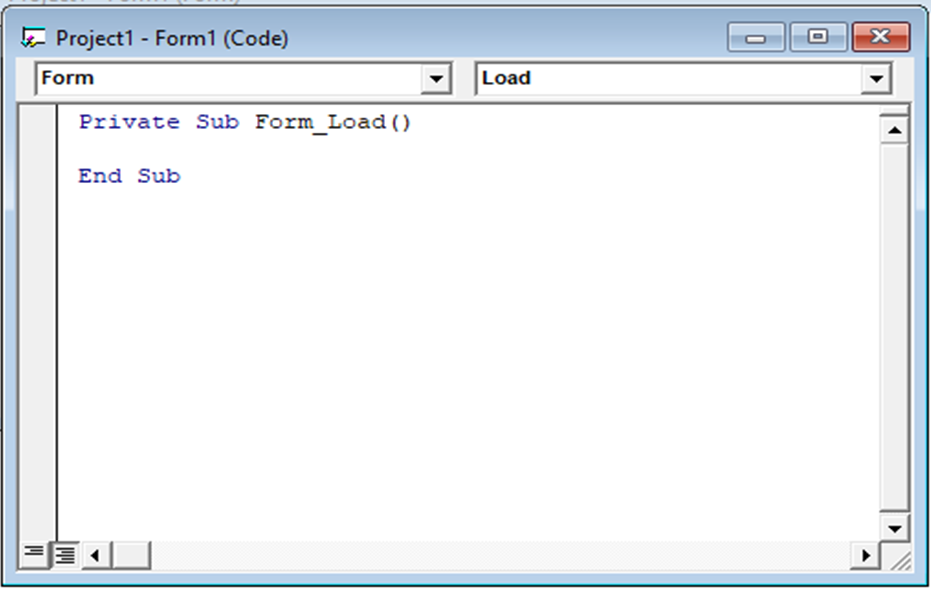 Project1 - Form1 (Code)
Form
Load
Private Sub Form_Load()
End Sub